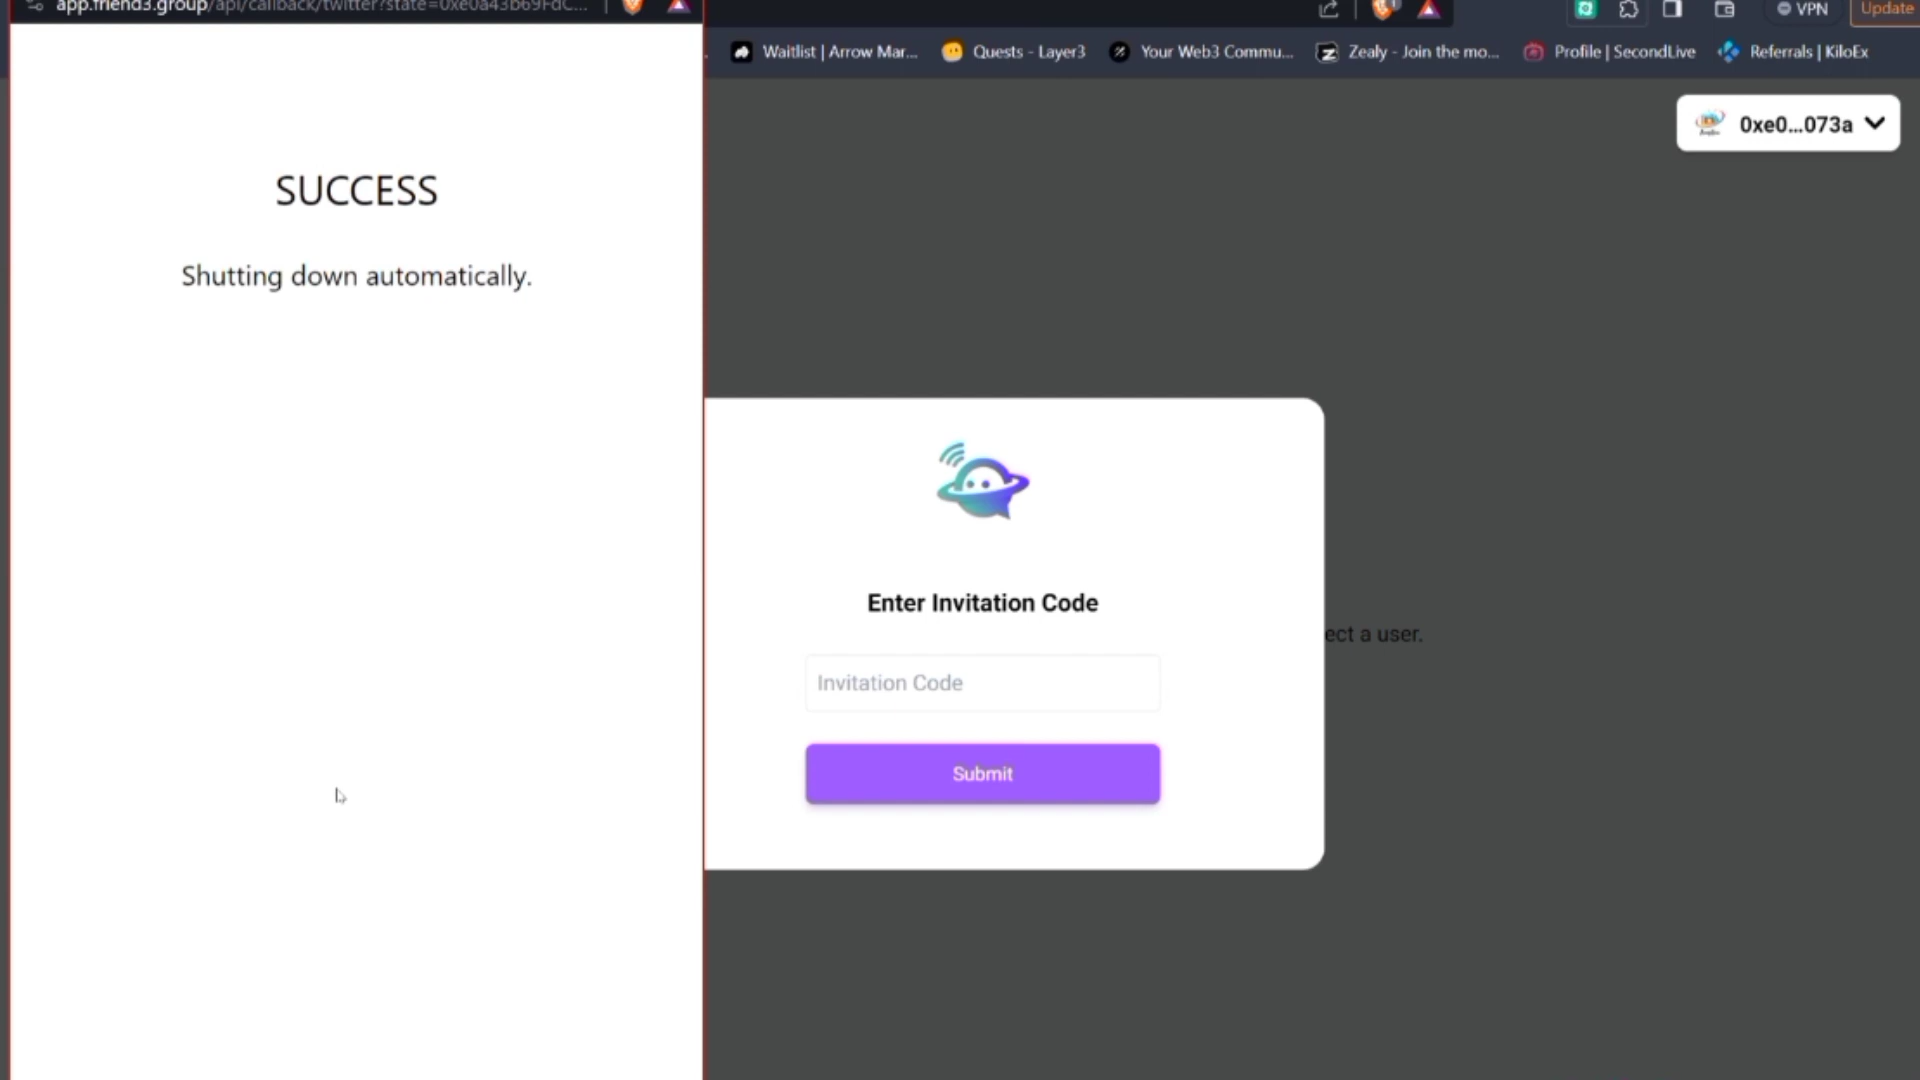 app.friend3.group/api/callback/twitter?state=0xe0a43b69FdC...
VPN
Update
Waitlist | Arrow Mar...
Quests - Layer3
Your Web3 Commu...
Zealy - Join the mo...
Profile | SecondLive
Referrals | KiloEx
0xe0...073a
SUCCESS
Shutting down automatically.
Enter Invitation Code
ect a user.
Invitation Code
Submit